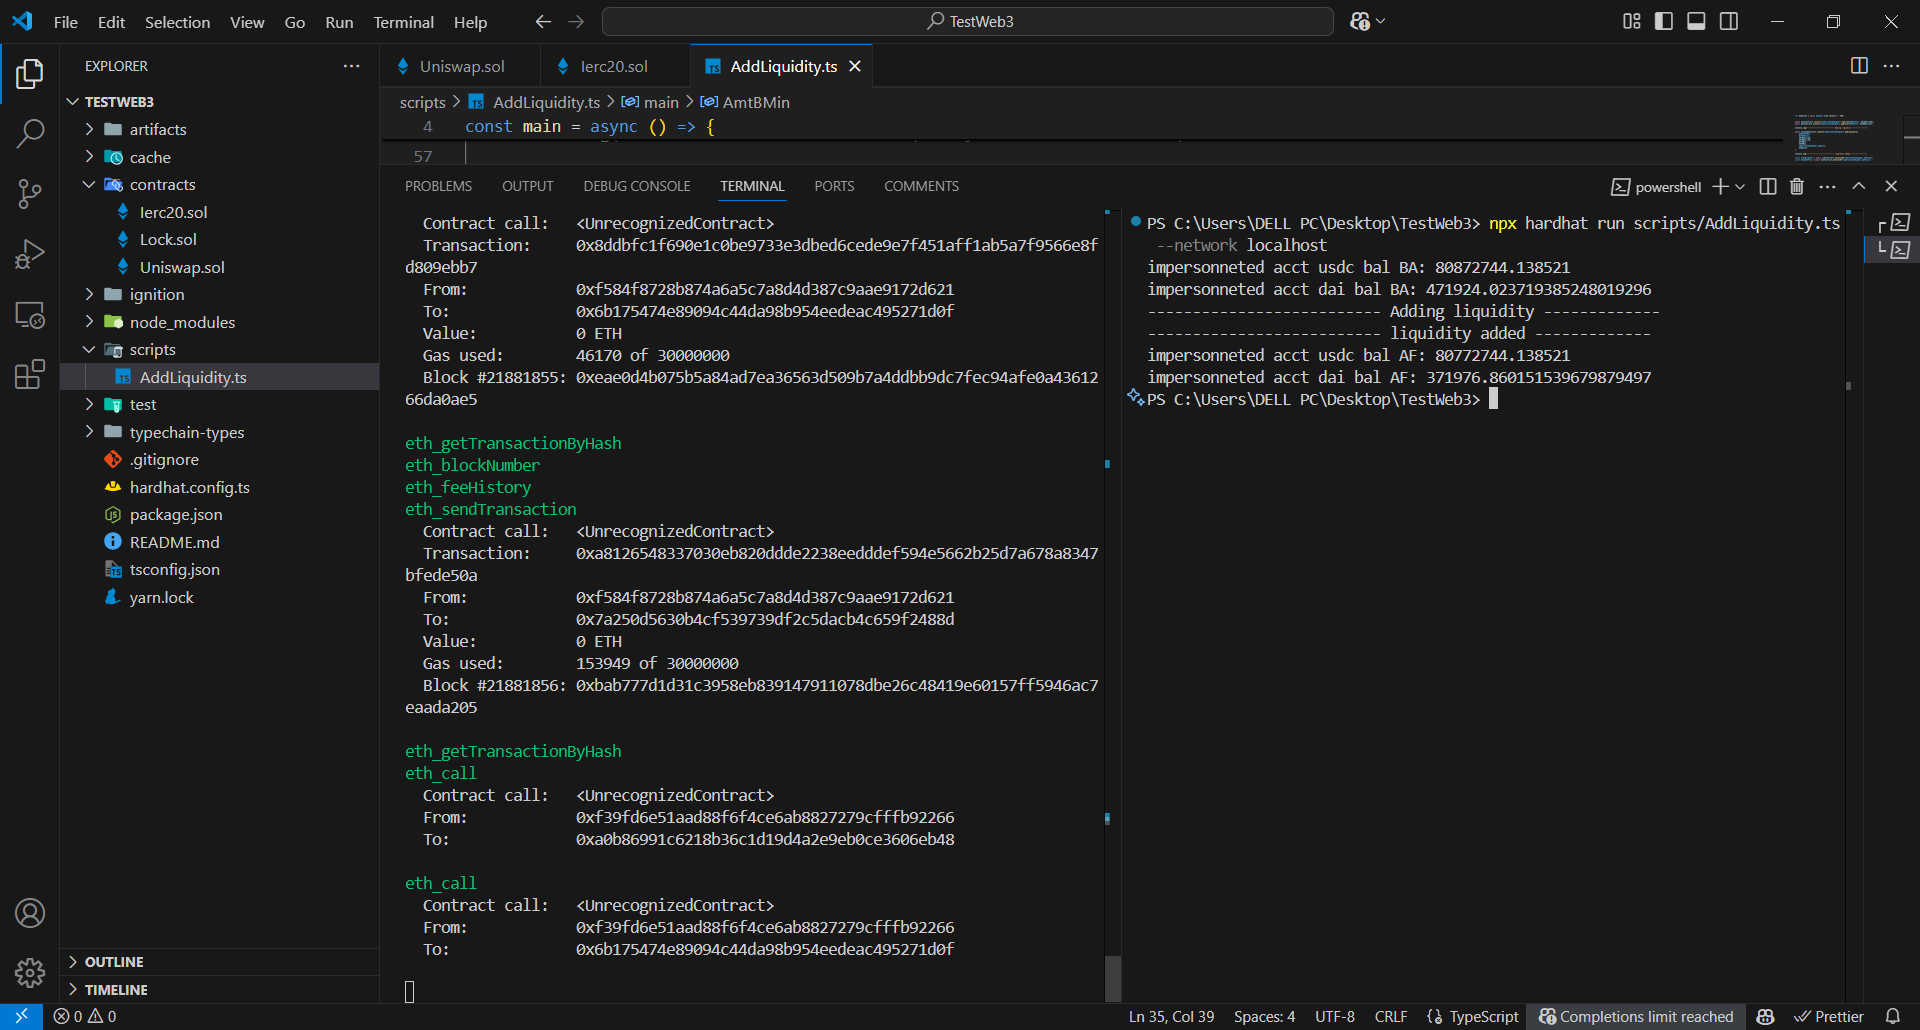 File Edit Selection View Go Run Terminal Help
TestWeb3
EXPLORER
TESTWEB3
artifacts
cache
contracts
Ierc20.sol
Lock.sol
Uniswap.sol
ignition
node_modules
scripts
AddLiquidity.ts
test
typechain-types
.gitignore
hardhat.config.ts
package.json
README.md
tsconfig.json
yarn.lock
OUTLINE
TIMELINE
Uniswap.sol Ierc20.sol AddLiquidity.ts
scripts > AddLiquidity.ts > main > AmtBMin
4 const main = async () => {
57
PROBLEMS OUTPUT DEBUG CONSOLE TERMINAL PORTS COMMENTS
powershell
Contract call: <UnrecognizedContract>
Transaction: 0x8ddbfc1f690e1c0be9733e3dbed6cede9e7f451aff1ab5a7f9566e8f
d809ebb7
From: 0xf584f8728b874a6a5c7a8d4d387c9aae9172d621
To: 0x6b175474e89094c44da98b954eedeac495271d0f
Value: 0 ETH
Gas used: 46170 of 30000000
Block #21881855: 0xeae0d4b075b5a84ad7ea36563d509b7a4ddbb9dc7fec94afe0a43612
66da0ae5
eth_getTransactionByHash
eth_blockNumber
eth_feeHistory
eth_sendTransaction
Contract call: <UnrecognizedContract>
Transaction: 0xa8126548337030eb820ddde2238eedddef594e5662b25d7a678a8347
bfede50a
From: 0xf584f8728b874a6a5c7a8d4d387c9aae9172d621
To: 0x7a250d5630b4cf539739df2c5dacb4c659f2488d
Value: 0 ETH
Gas used: 153949 of 30000000
Block #21881856: 0xbab777d1d31c3958eb839147911078dbe26c48419e60157ff5946ac7
eaada205
eth_getTransactionByHash
eth_call
Contract call: <UnrecognizedContract>
From: 0xf39fd6e51aad88f6f4ce6ab8827279cfffb92266
To: 0xa0b86991c6218b36c1d19d4a2e9eb0ce3606eb48
eth_call
Contract call: <UnrecognizedContract>
From: 0xf39fd6e51aad88f6f4ce6ab8827279cfffb92266
To: 0x6b175474e89094c44da98b954eedeac495271d0f
PS C:\Users\DELL PC\Desktop\TestWeb3> npx hardhat run scripts/AddLiquidity.ts
--network localhost
impersonneted acct usdc bal BA: 80872744.138521
impersonneted acct dai bal BA: 471924.023719385248019296
-------------------------- Adding liquidity -------------
-------------------------- liquidity added -------------
impersonneted acct usdc bal AF: 80772744.138521
impersonneted acct dai bal AF: 371976.860151539679879497
PS C:\Users\DELL PC\Desktop\TestWeb3>
0 0 Ln 35, Col 39 Spaces: 4 UTF-8 CRLF {} TypeScript Completions limit reached Prettier